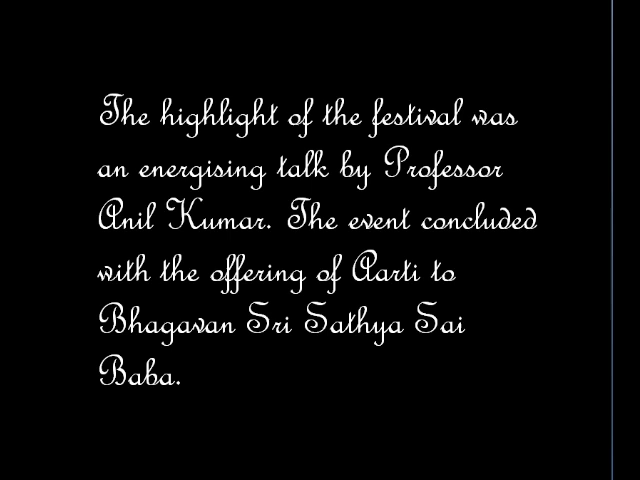 The highlight of the festival was
an energising talk by Professor
Anil Kumar. The event concluded
with the offering of Aarti to
Bhagavan Sri Sathya Sai
Baba.